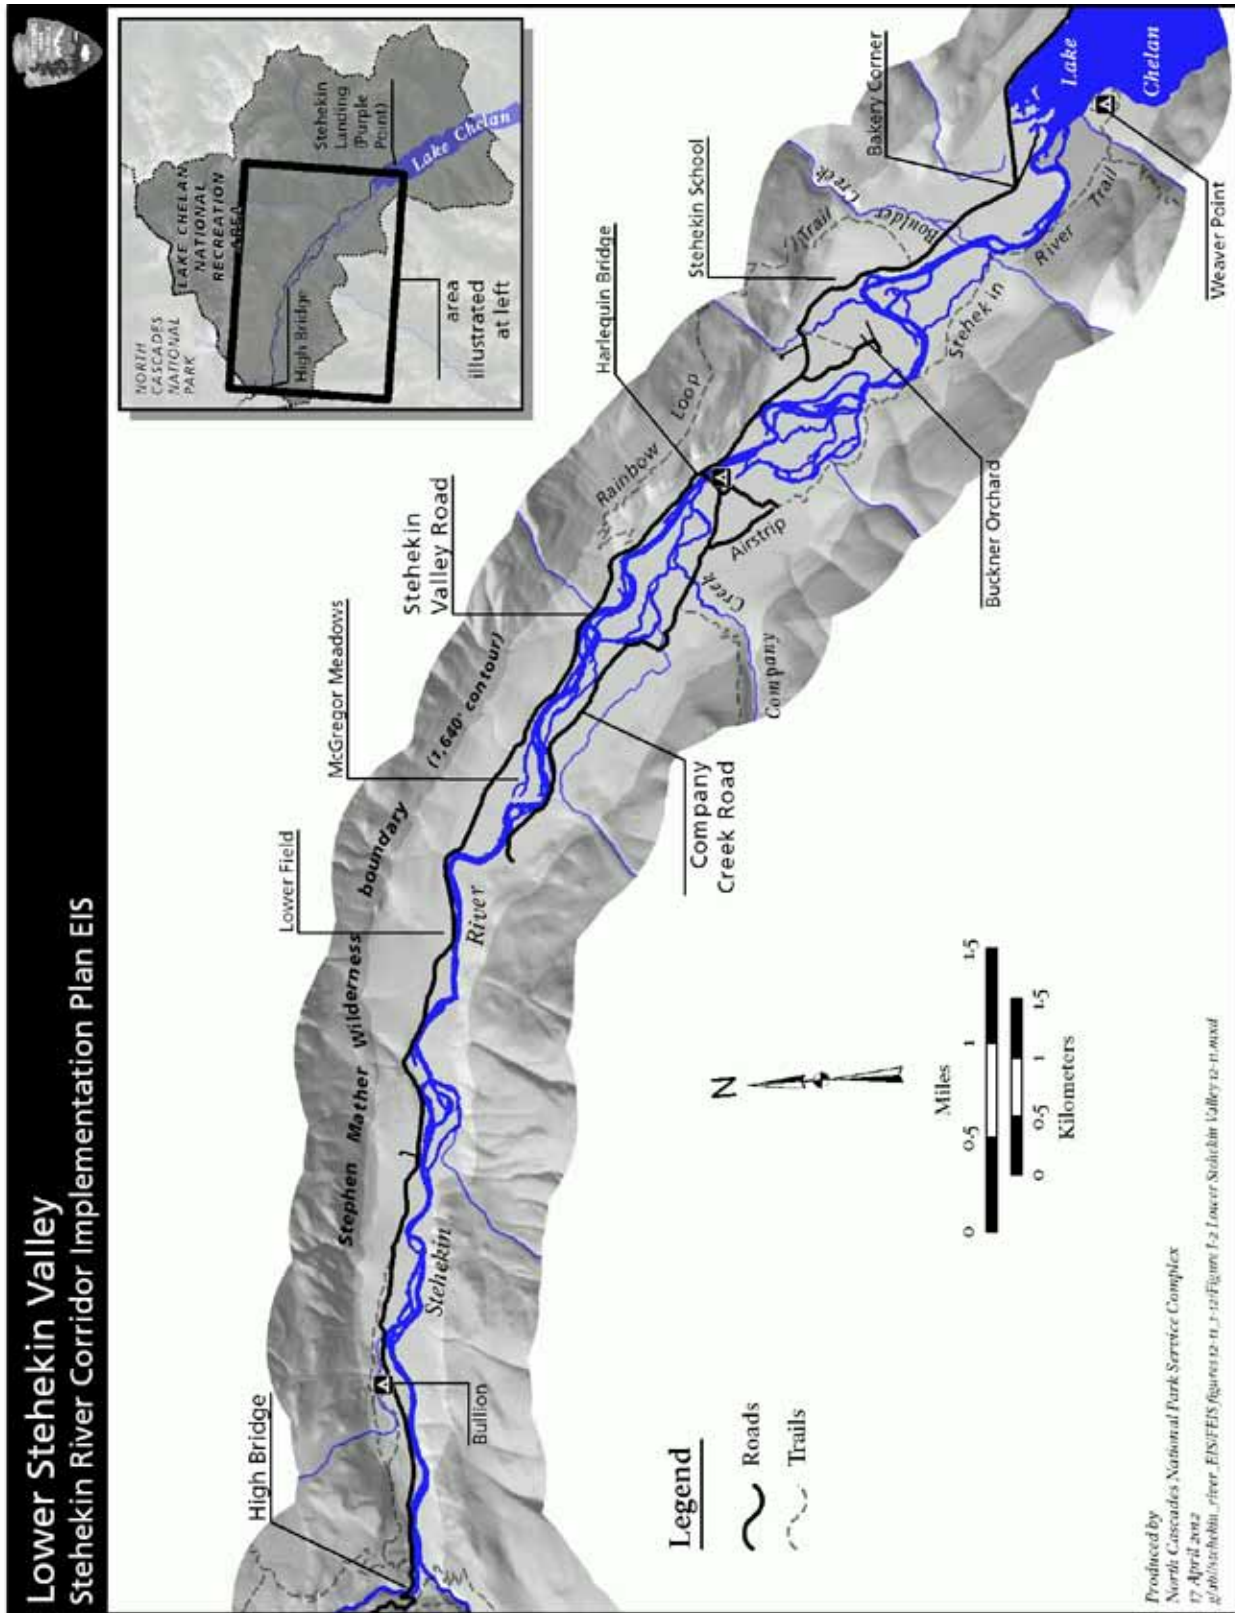 Lower Stehekin Valley
Stehekin River Corridor Implementation Plan EIS
NORTH
CASCADES
NATIONAL
PARK
LAKE CHELAN
NATIONAL
RECREATION
AREA
Stehekin
Landing
(Purple
Point)
High Bridge
Lake Chelan
area
illustrated
at left
High Bridge
Bullion
Stephen Mather Wilderness boundary (1,640' contour)
Stehekin River
Lower Field
McGregor Meadows
Stehekin
Valley Road
Company
Creek Road
Company Creek
Rainbow Loop Trail
Airstrip
Harlequin Bridge
Buckner Orchard
Stehekin School
Boulder Creek
Stehekin River Trail
Bakery Corner
Weaver Point
Lake
Chelan
Legend
Roads
Trails
N
Miles
0 0.5 1 1.5
0 0.5 1 1.5
Kilometers
Produced by
North Cascades National Park Service Complex
17 April 2012